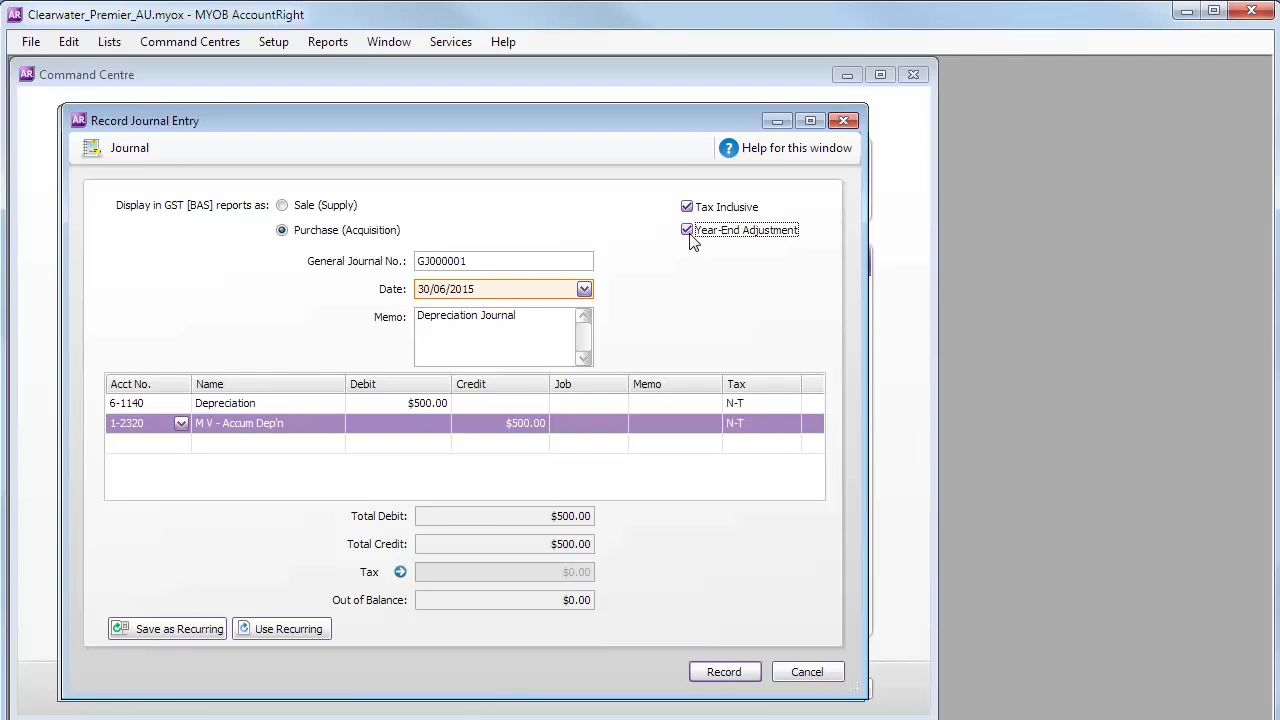 AR Clearwater_Premier_AU.myox - MYOB AccountRight
File Edit Lists Command Centres Setup Reports Window Services Help
AR Command Centre
AR Record Journal Entry
Journal ? Help for this window
Display in GST [BAS] reports as: Sale (Supply) Tax Inclusive
Purchase (Acquisition) Year-End Adjustment
General Journal No.: GJ000001
Date: 30/06/2015
Memo: Depreciation Journal
Acct No. Name Debit Credit Job Memo Tax
6-1140 Depreciation $500.00 N-T
1-2320 M V - Accum Dep'n $500.00 N-T
Total Debit: $500.00
Total Credit: $500.00
Tax $0.00
Out of Balance: $0.00
Save as Recurring Use Recurring
Record Cancel